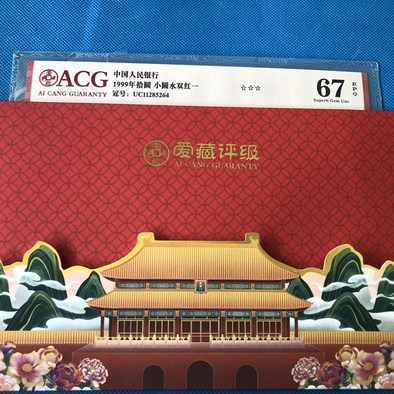 ACG
AI CANG GUARANTY
中国人民银行
1999年拾圆 小圆水双红一
冠号: UC11285264
☆☆☆
67
EPQ
Superb Gem Unc
爱藏评级
AI CANG GUARANTY